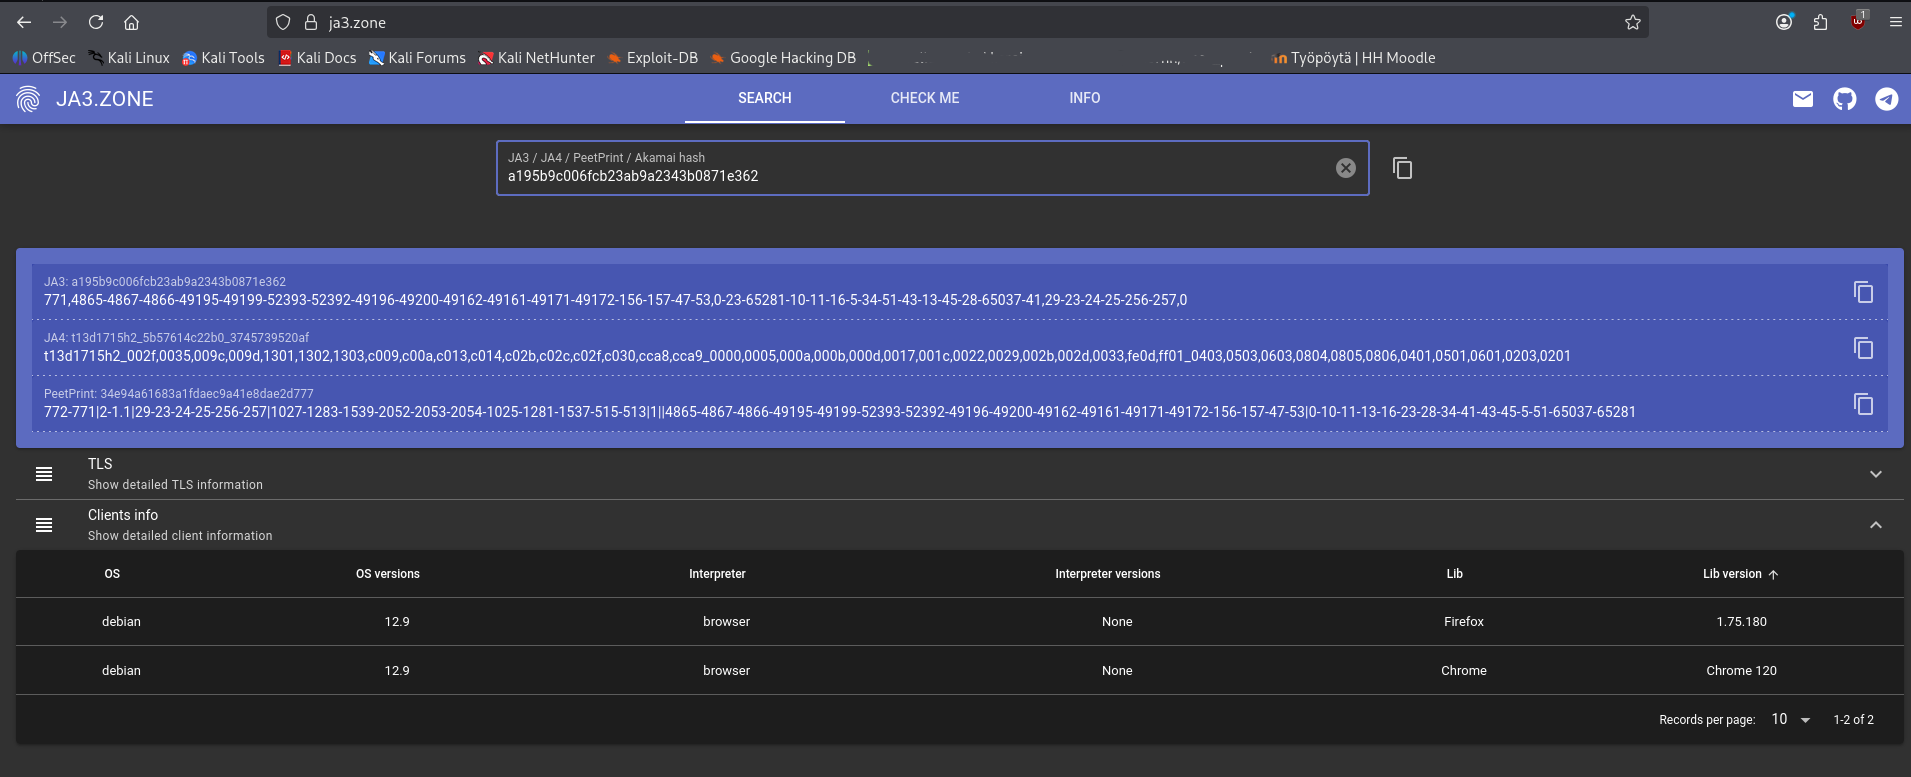 ja3.zone
1
OffSec Kali Linux Kali Tools Kali Docs Kali Forums Kali NetHunter Exploit-DB Google Hacking DB Työpöytä | HH Moodle
JA3.ZONE SEARCH CHECK ME INFO
JA3 / JA4 / PeetPrint / Akamai hash
a195b9c006fcb23ab9a2343b0871e362
JA3: a195b9c006fcb23ab9a2343b0871e362
771,4865-4867-4866-49195-49199-52393-52392-49196-49200-49162-49161-49171-49172-156-157-47-53,0-23-65281-10-11-16-5-34-51-43-13-45-28-65037-41,29-23-24-25-256-257,0
JA4: t13d1715h2_5b57614c22b0_3745739520af
t13d1715h2_002f,0035,009c,009d,1301,1302,1303,c009,c00a,c013,c014,c02b,c02c,c02f,c030,cca8,cca9_0000,0005,000a,000b,000d,0017,001c,0022,0029,002b,002d,0033,fe0d,ff01_0403,0503,0603,0804,0805,0806,0401,0501,0601,0203,0201
PeetPrint: 34e94a61683a1fdaec9a41e8dae2d777
772-771|2-1.1|29-23-24-25-256-257|1027-1283-1539-2052-2053-2054-1025-1281-1537-515-513|1||4865-4867-4866-49195-49199-52393-52392-49196-49200-49162-49161-49171-49172-156-157-47-53|0-10-11-13-16-23-28-34-41-43-45-5-51-65037-65281
TLS
Show detailed TLS information
Clients info
Show detailed client information
OS OS versions Interpreter Interpreter versions Lib Lib version
debian 12.9 browser None Firefox 1.75.180
debian 12.9 browser None Chrome Chrome 120
Records per page: 10 1-2 of 2